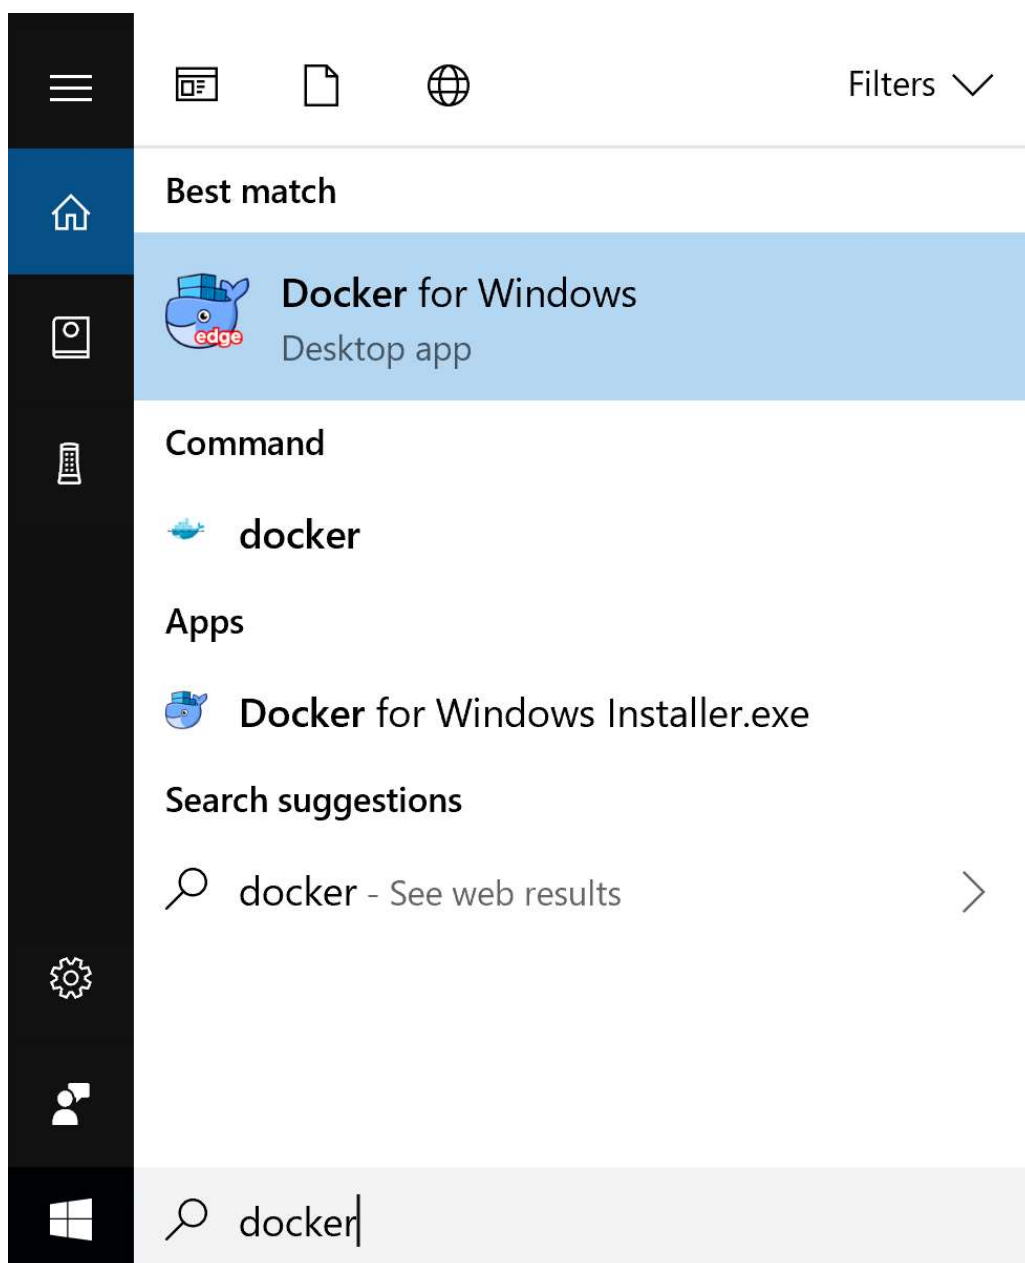 Filters
Best match
Docker for Windows
edge
Desktop app
Command
docker
Apps
Docker for Windows Installer.exe
Search suggestions
docker - See web results
docker